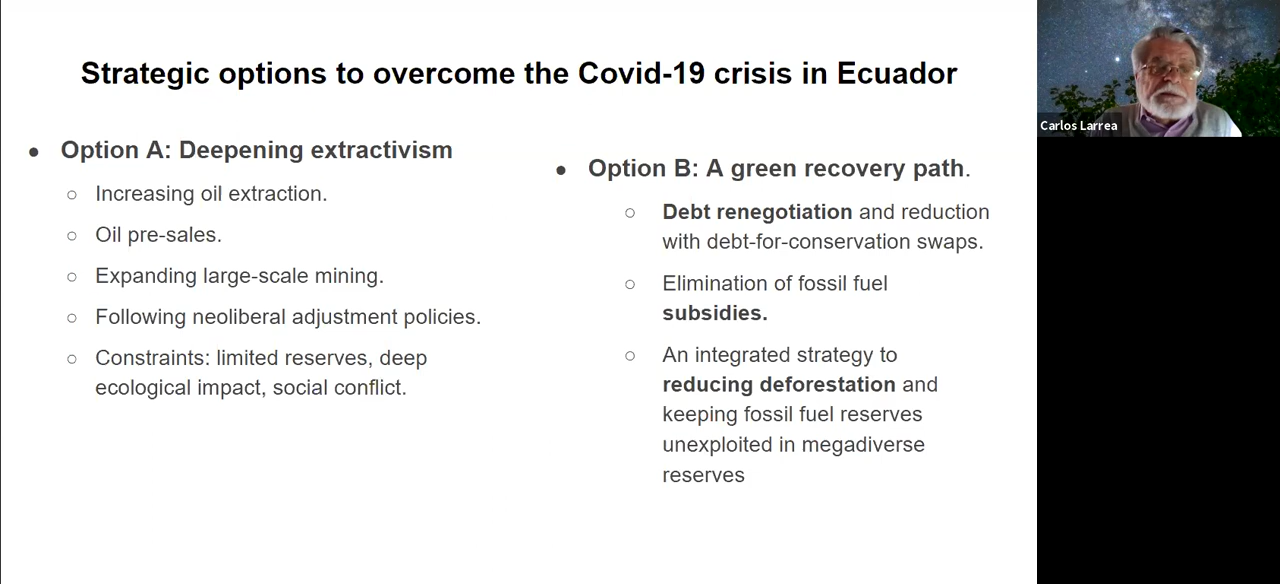 Strategic options to overcome the Covid-19 crisis in Ecuador
● Option A: Deepening extractivism
○ Increasing oil extraction.
○ Oil pre-sales.
○ Expanding large-scale mining.
○ Following neoliberal adjustment policies.
○ Constraints: limited reserves, deep
ecological impact, social conflict.
● Option B: A green recovery path.
○ Debt renegotiation and reduction
with debt-for-conservation swaps.
○ Elimination of fossil fuel
subsidies.
○ An integrated strategy to
reducing deforestation and
keeping fossil fuel reserves
unexploited in megadiverse
reserves
Carlos Larrea